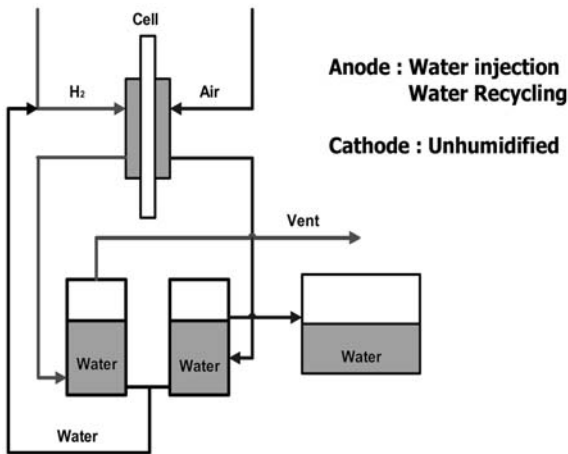 Cell
Anode : Water injection
Water Recycling
H₂
Air
Cathode : Unhumidified
Vent
Water
Water
Water
Water